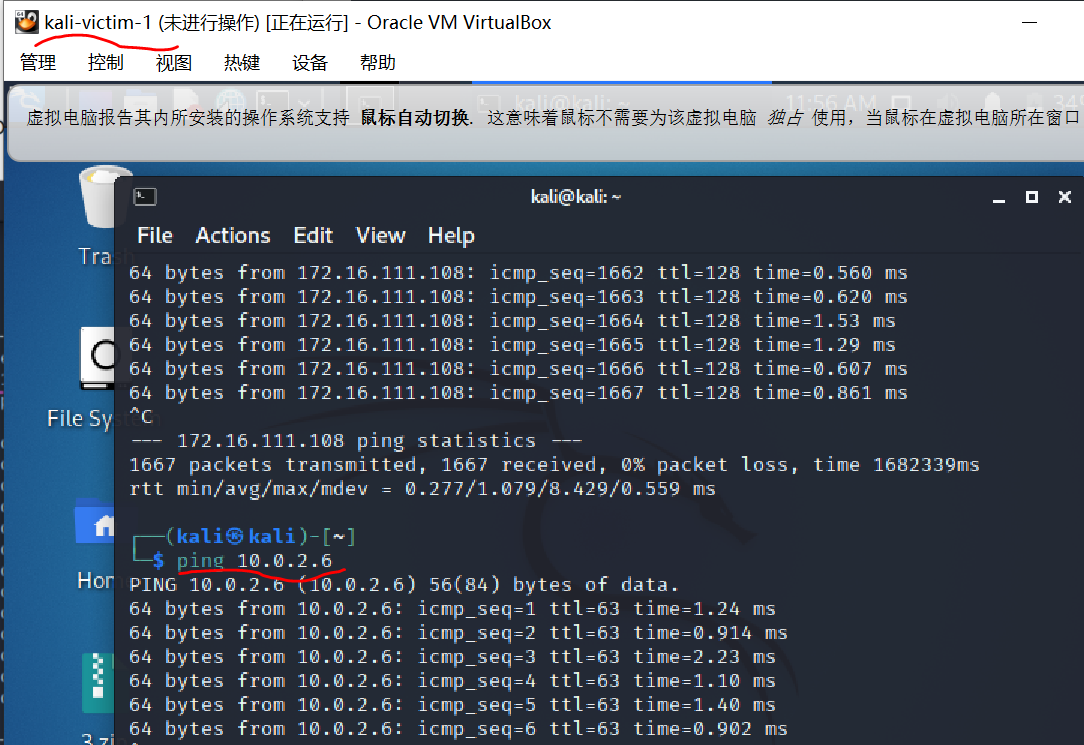 kali-victim-1 (未进行操作) [正在运行] - Oracle VM VirtualBox
管理 控制 视图 热键 设备 帮助
kali@kali: ~ 11:56 AM 34%
虚拟电脑报告其内所安装的操作系统支持 鼠标自动切换. 这意味着鼠标不需要为该虚拟电脑 独占 使用，当鼠标在虚拟电脑所在窗口
kali@kali: ~
Trash
File Actions Edit View Help
64 bytes from 172.16.111.108: icmp_seq=1662 ttl=128 time=0.560 ms
64 bytes from 172.16.111.108: icmp_seq=1663 ttl=128 time=0.620 ms
64 bytes from 172.16.111.108: icmp_seq=1664 ttl=128 time=1.53 ms
64 bytes from 172.16.111.108: icmp_seq=1665 ttl=128 time=1.29 ms
64 bytes from 172.16.111.108: icmp_seq=1666 ttl=128 time=0.607 ms
64 bytes from 172.16.111.108: icmp_seq=1667 ttl=128 time=0.861 ms
File System
^C
--- 172.16.111.108 ping statistics ---
1667 packets transmitted, 1667 received, 0% packet loss, time 1682339ms
rtt min/avg/max/mdev = 0.277/1.079/8.429/0.559 ms
┌──(kali㉿kali)-[~]
└─$ ping 10.0.2.6
Hom
PING 10.0.2.6 (10.0.2.6) 56(84) bytes of data.
64 bytes from 10.0.2.6: icmp_seq=1 ttl=63 time=1.24 ms
64 bytes from 10.0.2.6: icmp_seq=2 ttl=63 time=0.914 ms
64 bytes from 10.0.2.6: icmp_seq=3 ttl=63 time=2.23 ms
64 bytes from 10.0.2.6: icmp_seq=4 ttl=63 time=1.10 ms
64 bytes from 10.0.2.6: icmp_seq=5 ttl=63 time=1.40 ms
64 bytes from 10.0.2.6: icmp_seq=6 ttl=63 time=0.902 ms
3.zi